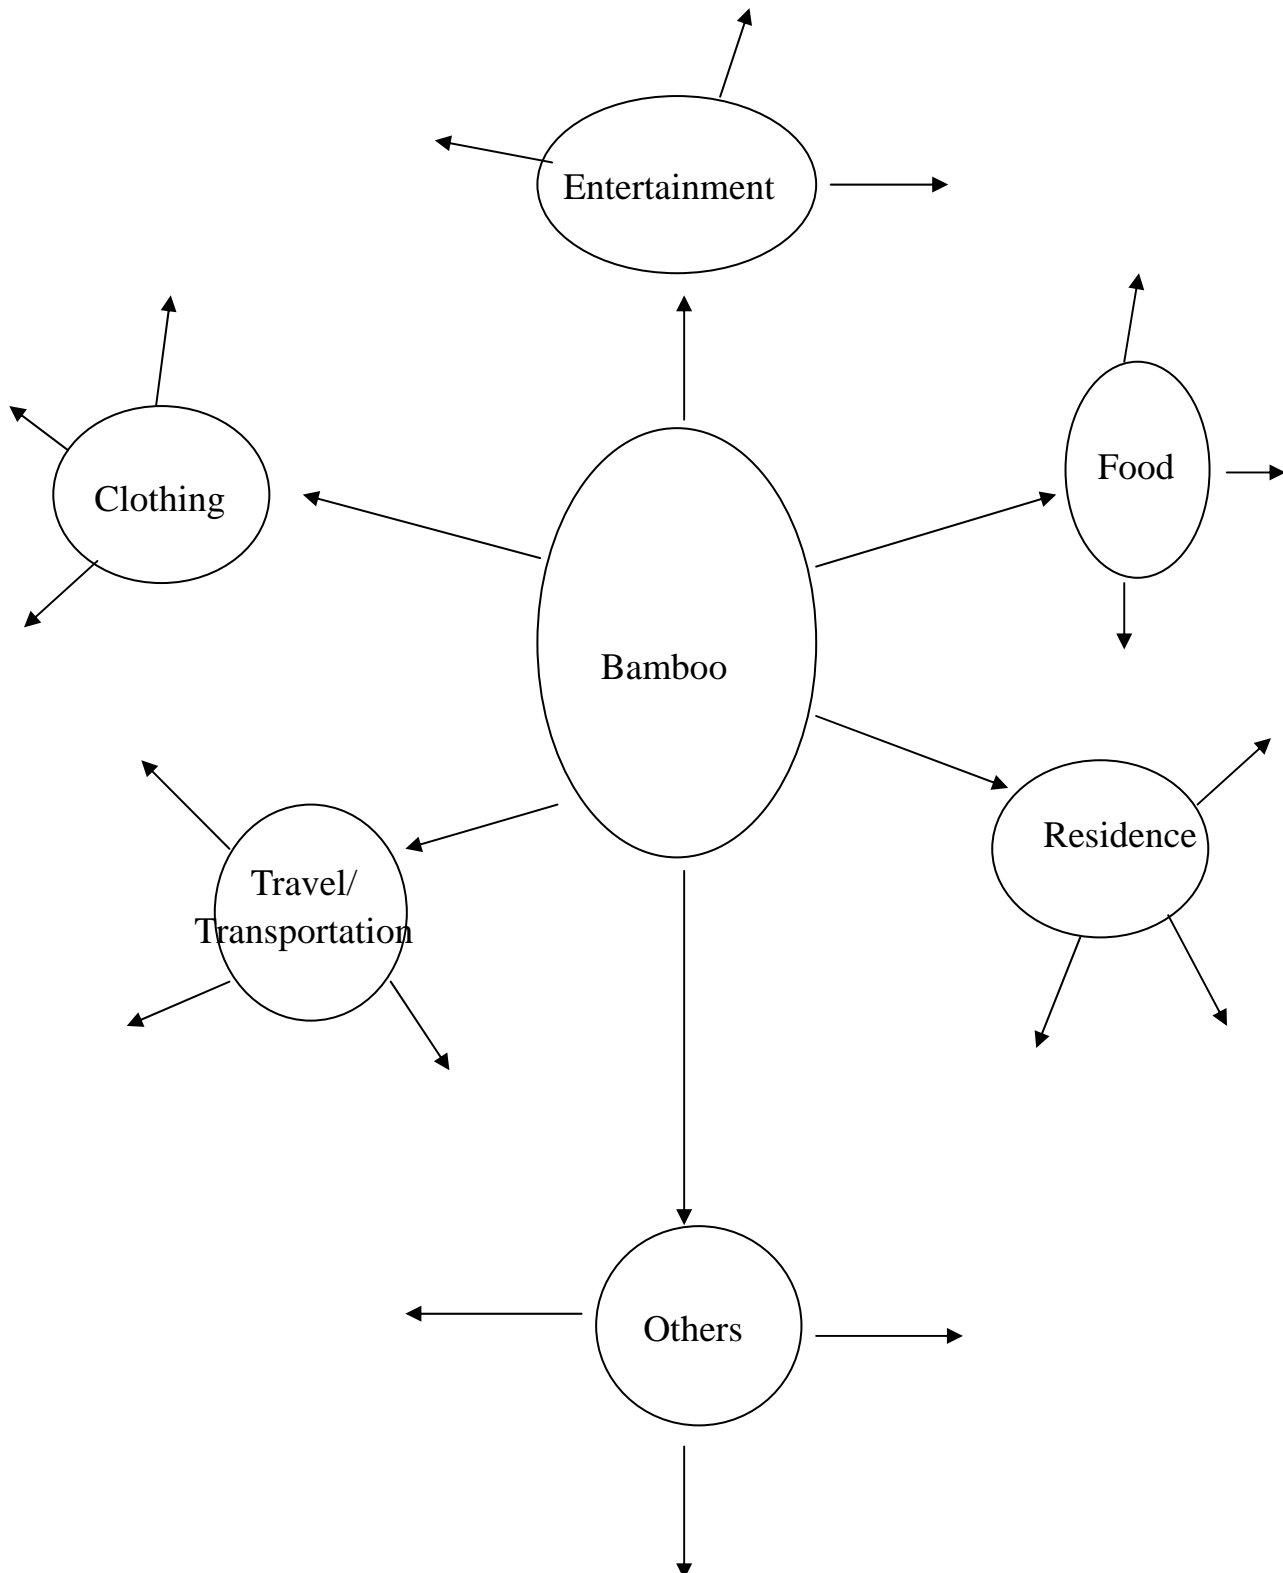 Entertainment
Food
Clothing
Bamboo
Residence
Travel/
Transportation
Others